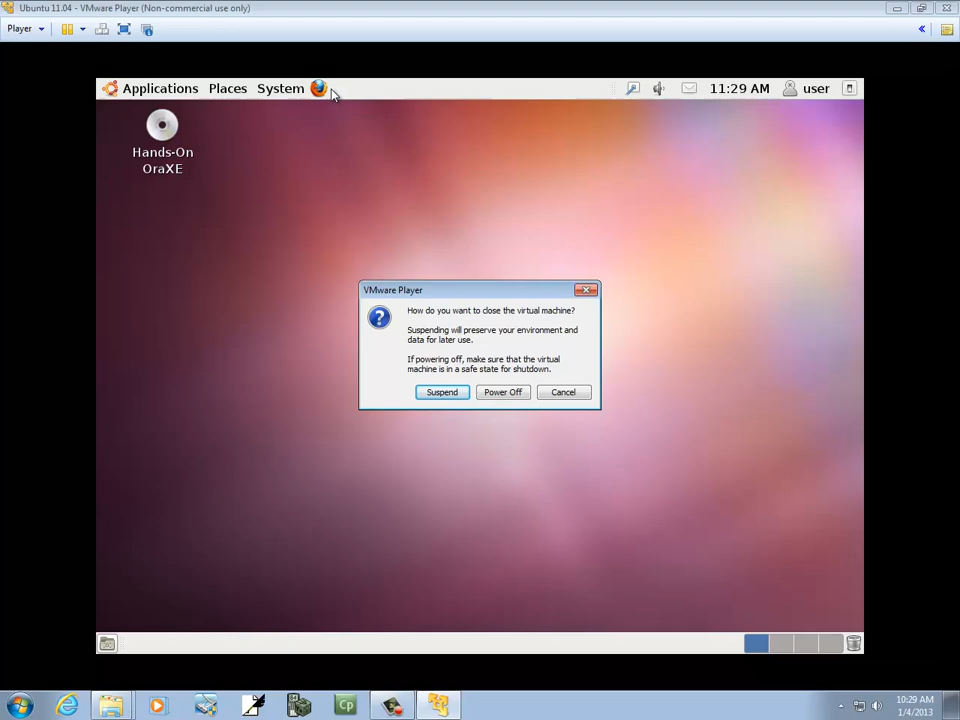 Ubuntu 11.04 - VMware Player (Non-commercial use only)
Player
Applications Places System 11:29 AM user
Hands-On
OraXE
VMware Player
How do you want to close the virtual machine?
Suspending will preserve your environment and
data for later use.
If powering off, make sure that the virtual
machine is in a safe state for shutdown.
Suspend Power Off Cancel
Cp
10:29 AM
1/4/2013